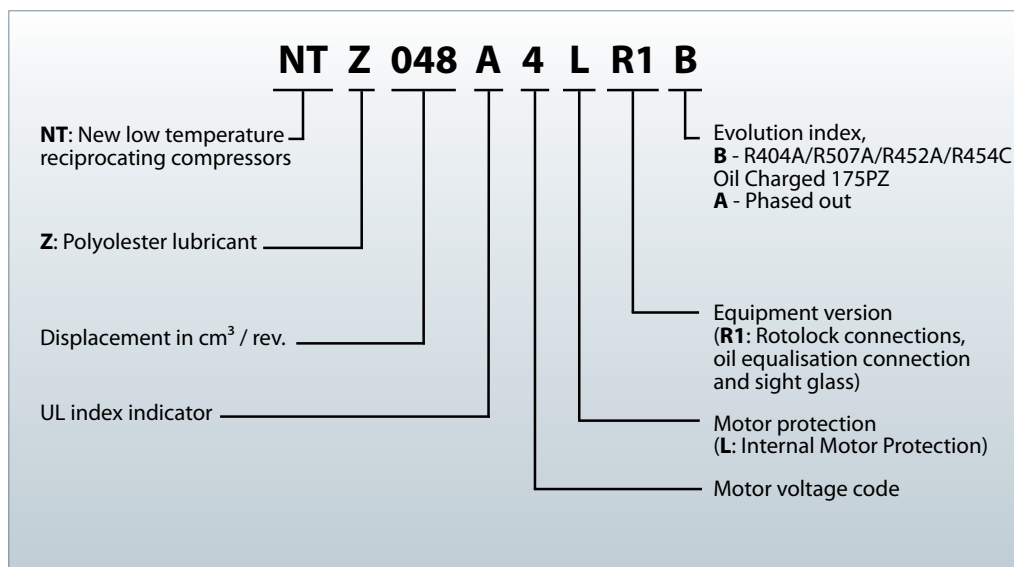 NT Z 048 A 4 L R1 B
NT: New low temperature
reciprocating compressors
Z: Polyolester lubricant
Displacement in cm³ / rev.
UL index indicator
Evolution index,
B - R404A/R507A/R452A/R454C
Oil Charged 175PZ
A - Phased out
Equipment version
(R1: Rotolock connections,
oil equalisation connection
and sight glass)
Motor protection
(L: Internal Motor Protection)
Motor voltage code